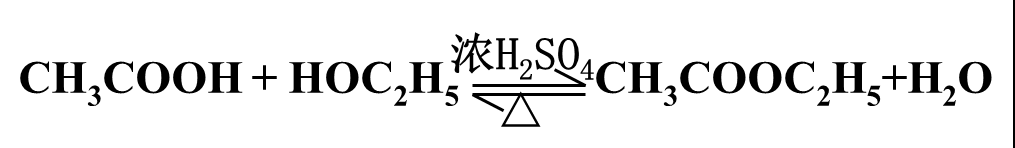 CH₃COOH + HOC₂H₅ 浓H₂SO₄ ⇌ △ CH₃COOC₂H₅+H₂O